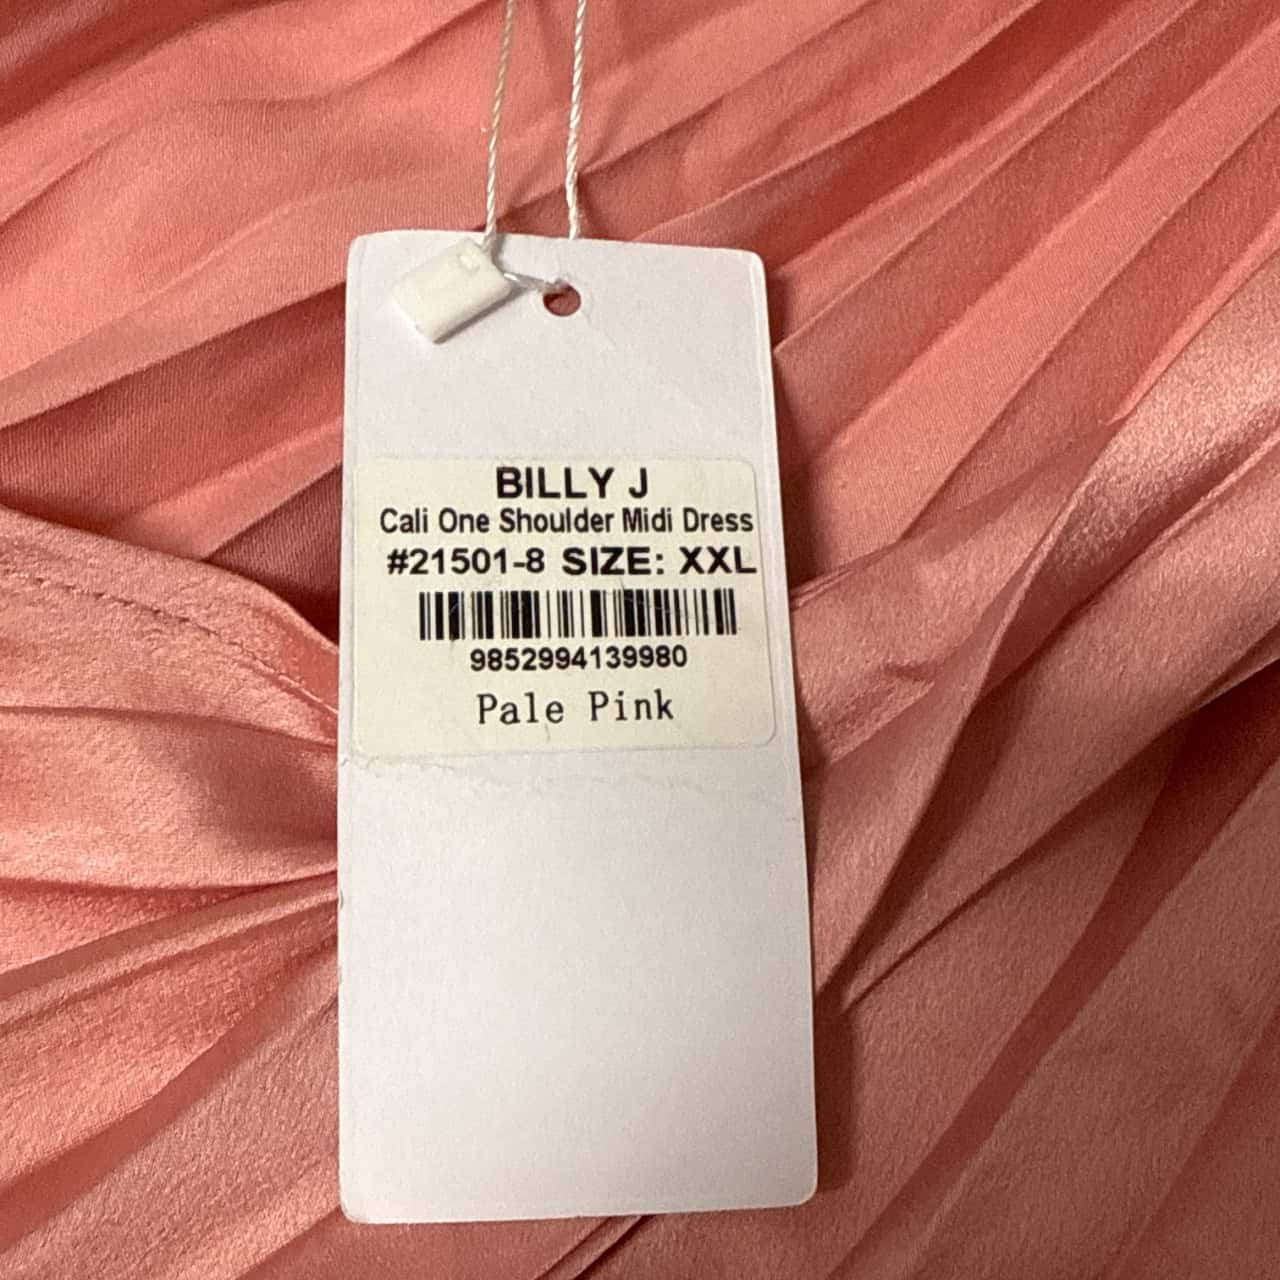 BILLY J
Cali One Shoulder Midi Dress
#21501-8 SIZE: XXL
9852994139980
Pale Pink